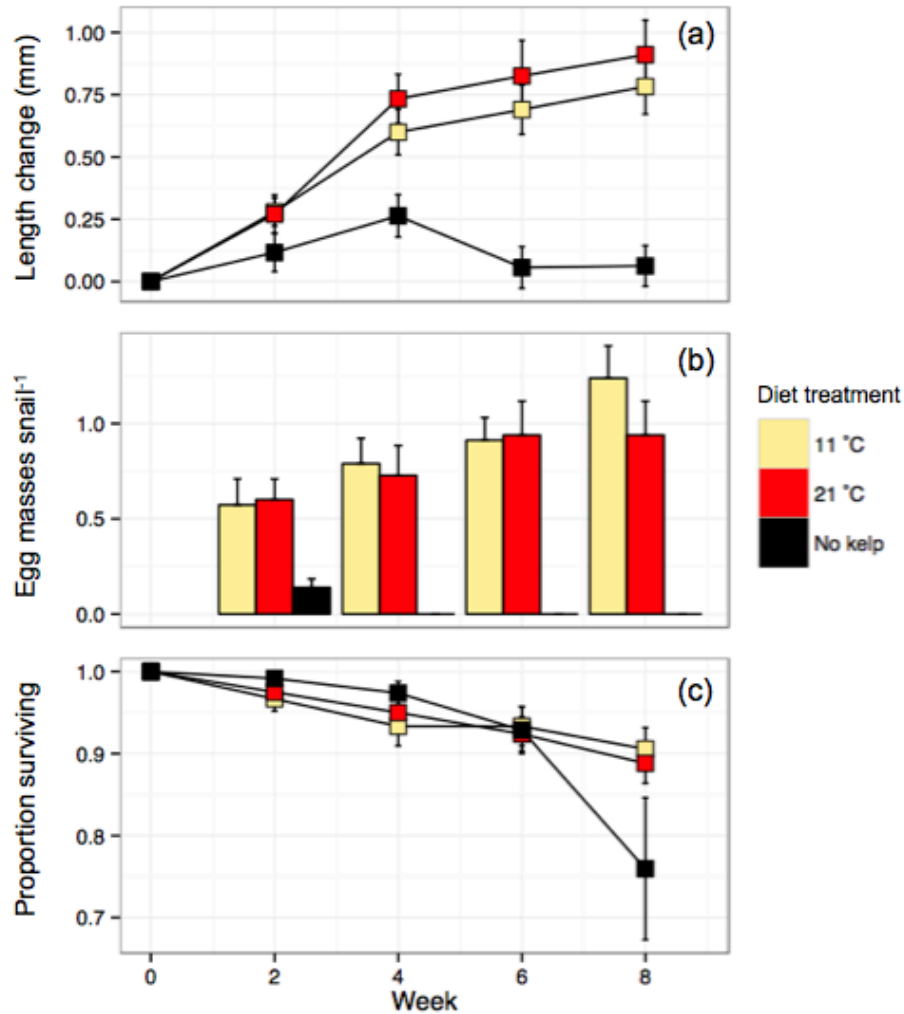 (a)
Length change (mm)
1.00
0.75
0.50
0.25
0.00
(b)
Egg masses snail⁻¹
1.0
0.5
0.0
Diet treatment
11 ˚C
21 ˚C
No kelp
(c)
Proportion surviving
1.0
0.9
0.8
0.7
0 2 4 6 8
Week